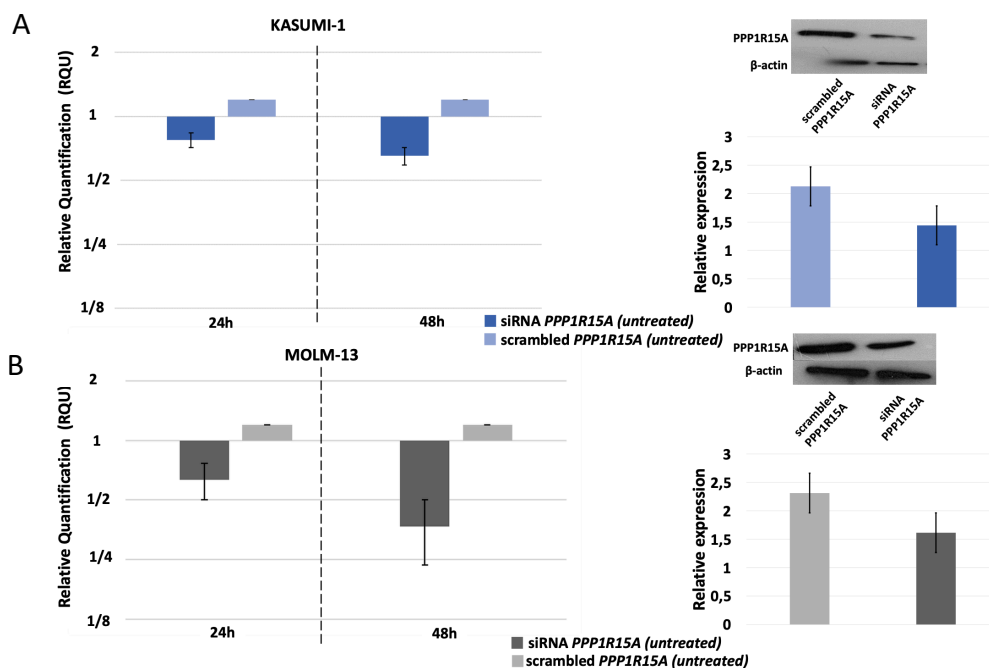 A
KASUMI-1
Relative Quantification (RQU)
2
1
1/2
1/4
1/8
24h
48h
siRNA PPP1R15A (untreated)
scrambled PPP1R15A (untreated)
PPP1R15A
β-actin
scrambled
PPP1R15A
siRNA
PPP1R15A
Relative expression
3
2,5
2
1,5
1
0,5
0
B
MOLM-13
Relative Quantification (RQU)
2
1
1/2
1/4
1/8
24h
48h
siRNA PPP1R15A (untreated)
scrambled PPP1R15A (untreated)
PPP1R15A
β-actin
scrambled
PPP1R15A
siRNA
PPP1R15A
Relative expression
3
2,5
2
1,5
1
0,5
0